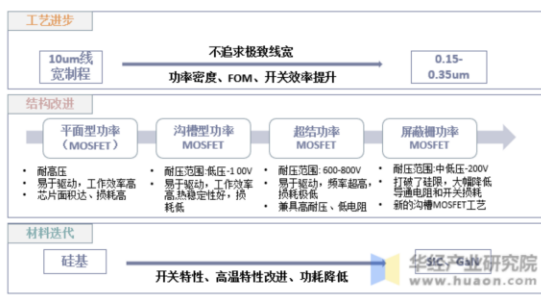 工艺进步
10um线
宽制程
不追求极致线宽
功率密度、FOM、开关效率提升
0.15-
0.35um
结构改进
平面型功率
（MOSFET）
沟槽型功率
MOSFET
超结功率
MOSFET
屏蔽栅功率
MOSFET
• 耐高压
• 易于驱动，工作效率高
• 芯片面积达、损耗高
• 耐压范围:低压-1 00V
• 易于驱动，工作效率
高,热稳定性好，损
耗低
• 耐压范围: 600-800V
• 易于驱动，频率超高，
损耗极低
• 兼具高耐压、低电阻
• 耐压范围:中低压-200V
• 打破了硅限，大幅降低
导通电阻和开关损耗
• 新的沟槽MOSFET工艺
材料迭代
硅基
开关特性、高温特性改进、功耗降低
SiC、GaN
华经产业研究院
www.huaon.com